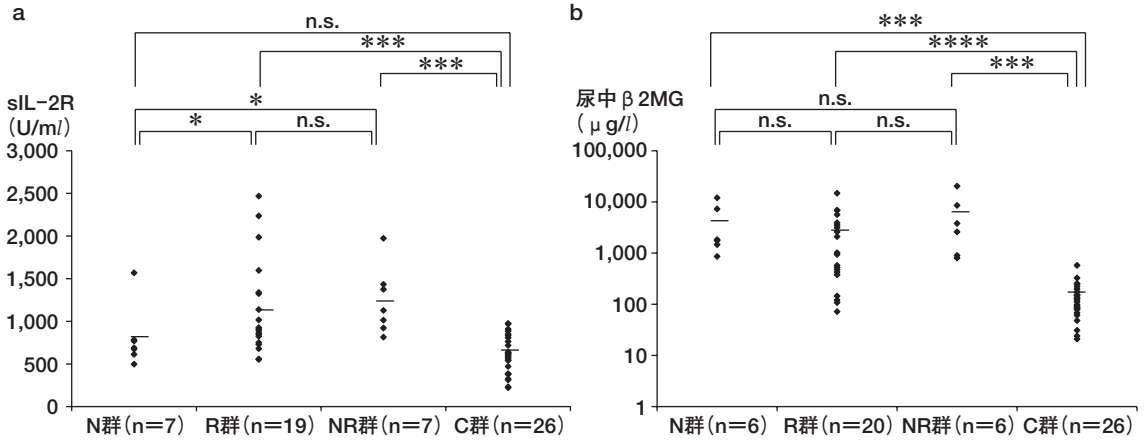 a
n.s.
***
***
*
* n.s.
sIL-2R
(U/ml)
3,000
2,500
2,000
1,500
1,000
500
0
N群(n=7) R群(n=19) NR群(n=7) C群(n=26)
b
***
****
***
n.s.
n.s. n.s.
尿中β2MG
(μg/l)
100,000
10,000
1,000
100
10
1
N群(n=6) R群(n=20) NR群(n=6) C群(n=26)